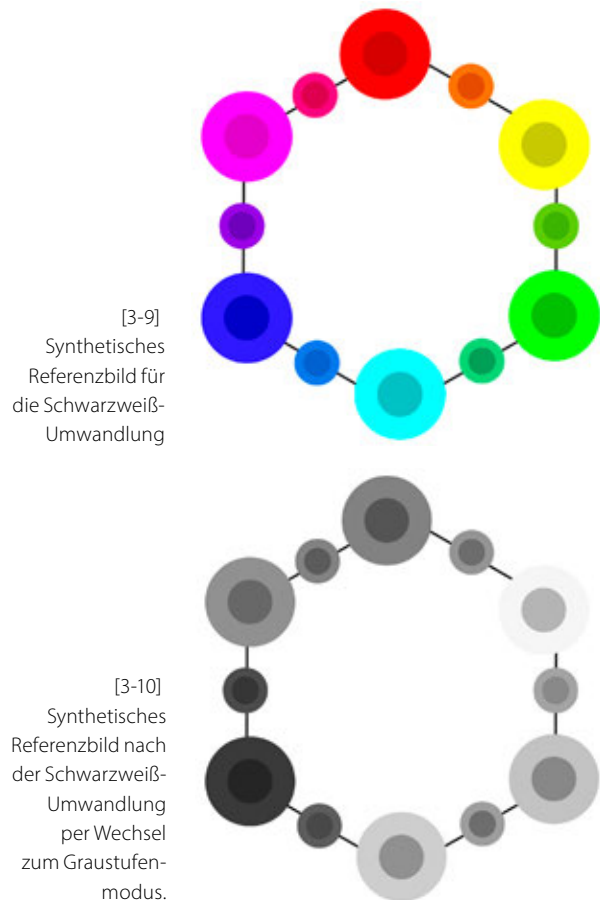 [3-9]
Synthetisches
Referenzbild für
die Schwarzweiß-
Umwandlung
[3-10]
Synthetisches
Referenzbild nach
der Schwarzweiß-
Umwandlung
per Wechsel
zum Graustufen-
modus.